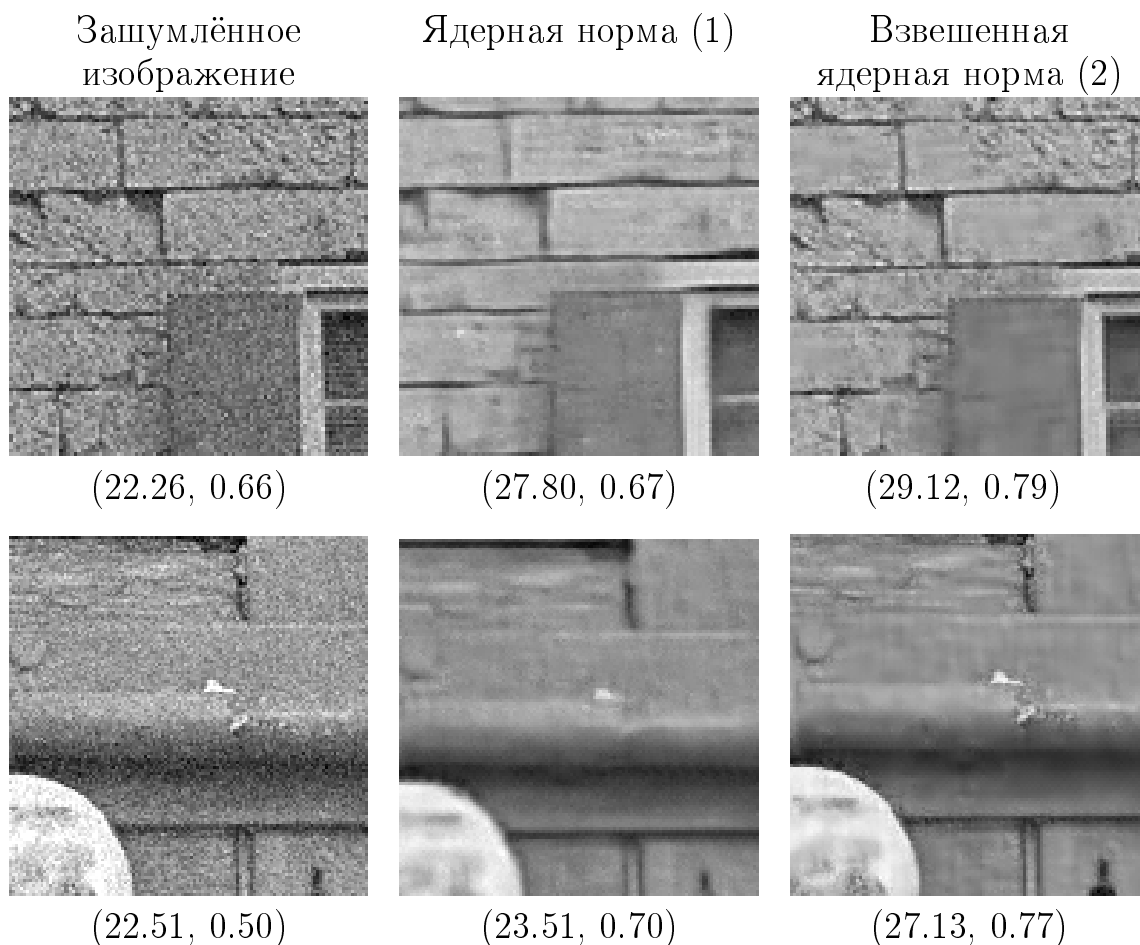 Зашумлённое
изображение
Ядерная норма (1)
Взвешенная
ядерная норма (2)
(22.26, 0.66)
(27.80, 0.67)
(29.12, 0.79)
(22.51, 0.50)
(23.51, 0.70)
(27.13, 0.77)